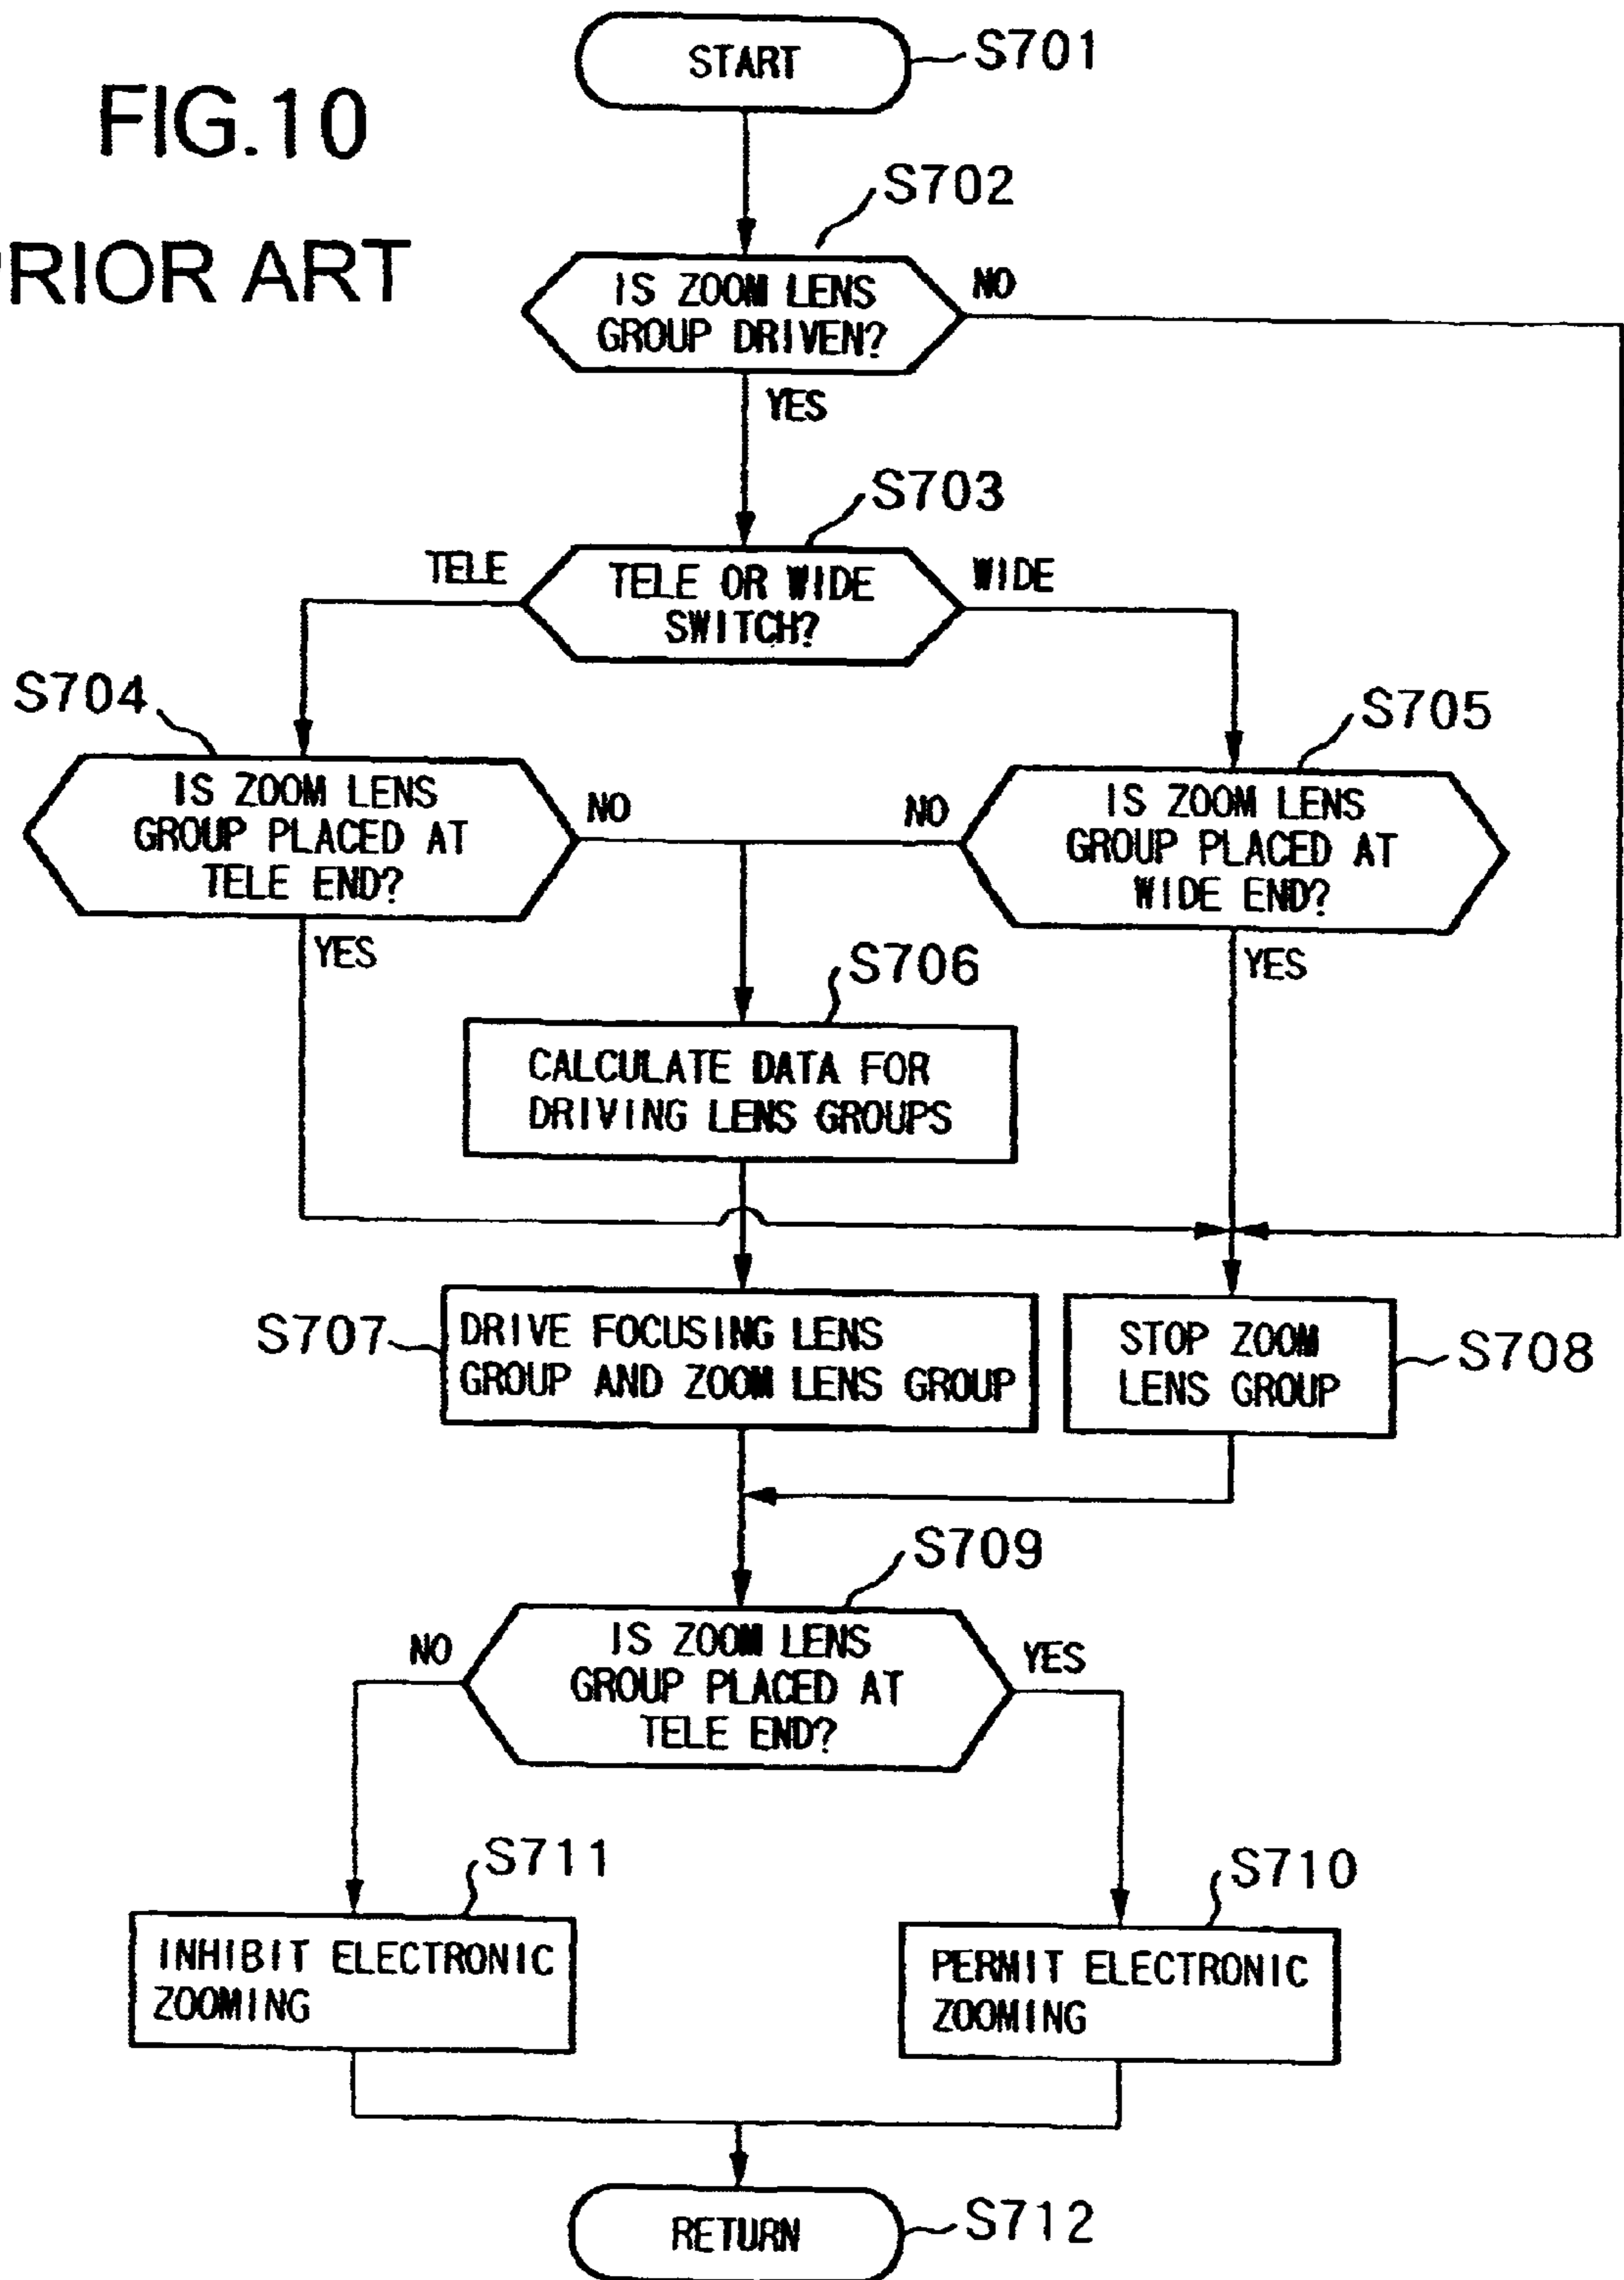 FIG.10
PRIOR ART
START
S701
S702
IS ZOOM LENS
GROUP DRIVEN?
NO
YES
S703
TELE
TELE OR WIDE
SWITCH?
WIDE
S704
IS ZOOM LENS
GROUP PLACED AT
TELE END?
NO
YES
S705
NO
IS ZOOM LENS
GROUP PLACED AT
WIDE END?
YES
S706
CALCULATE DATA FOR
DRIVING LENS GROUPS
S707
DRIVE FOCUSING LENS
GROUP AND ZOOM LENS GROUP
STOP ZOOM
LENS GROUP
S708
S709
NO
IS ZOOM LENS
GROUP PLACED AT
TELE END?
YES
S711
INHIBIT ELECTRONIC
ZOOMING
S710
PERMIT ELECTRONIC
ZOOMING
RETURN
S712